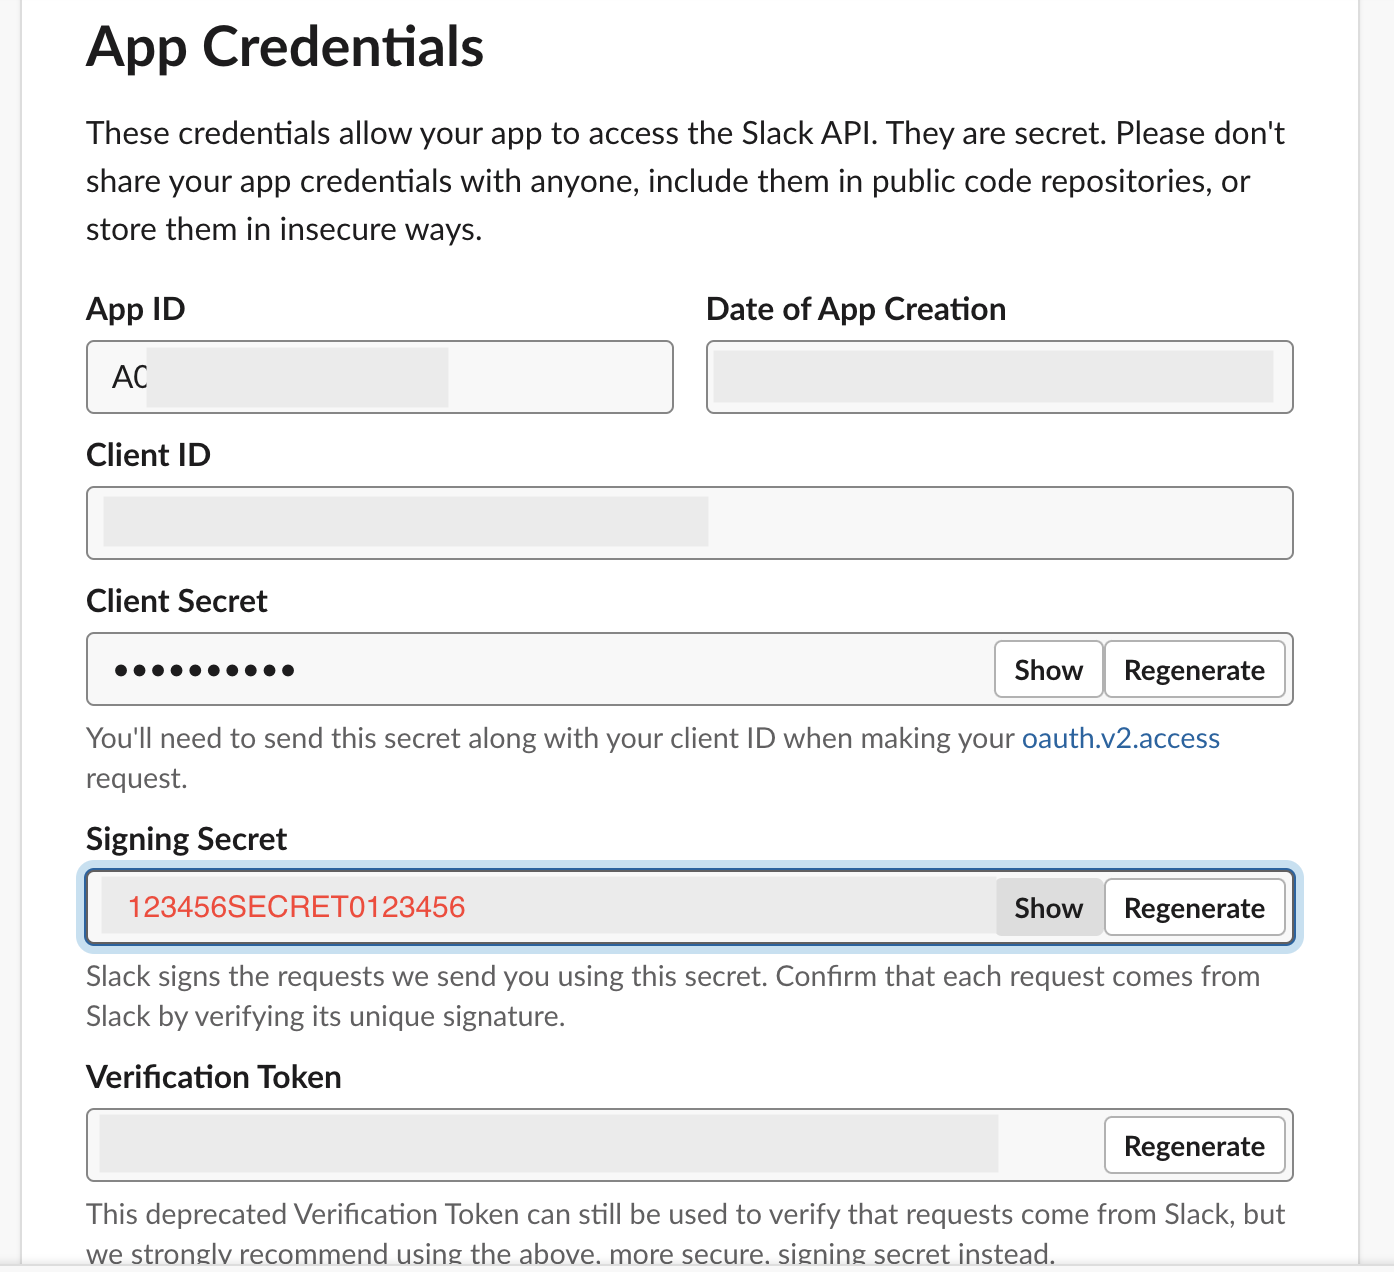 App Credentials
These credentials allow your app to access the Slack API. They are secret. Please don't
share your app credentials with anyone, include them in public code repositories, or
store them in insecure ways.
App ID
Date of App Creation
A0
Client ID
Client Secret
••••••••••
Show
Regenerate
You'll need to send this secret along with your client ID when making your oauth.v2.access
request.
Signing Secret
123456SECRET0123456
Show
Regenerate
Slack signs the requests we send you using this secret. Confirm that each request comes from
Slack by verifying its unique signature.
Verification Token
Regenerate
This deprecated Verification Token can still be used to verify that requests come from Slack, but
we strongly recommend using the above, more secure, signing secret instead.